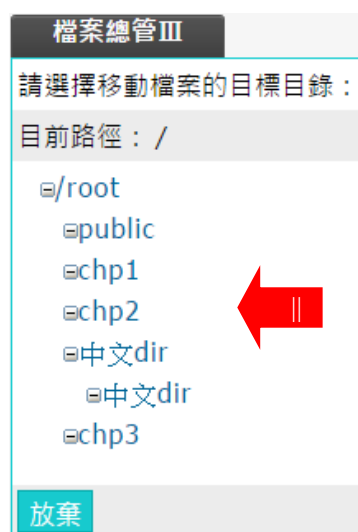 檔案總管III
請選擇移動檔案的目標目錄：
目前路徑： /
/root
public
chp1
chp2
||
中文dir
中文dir
chp3
放棄